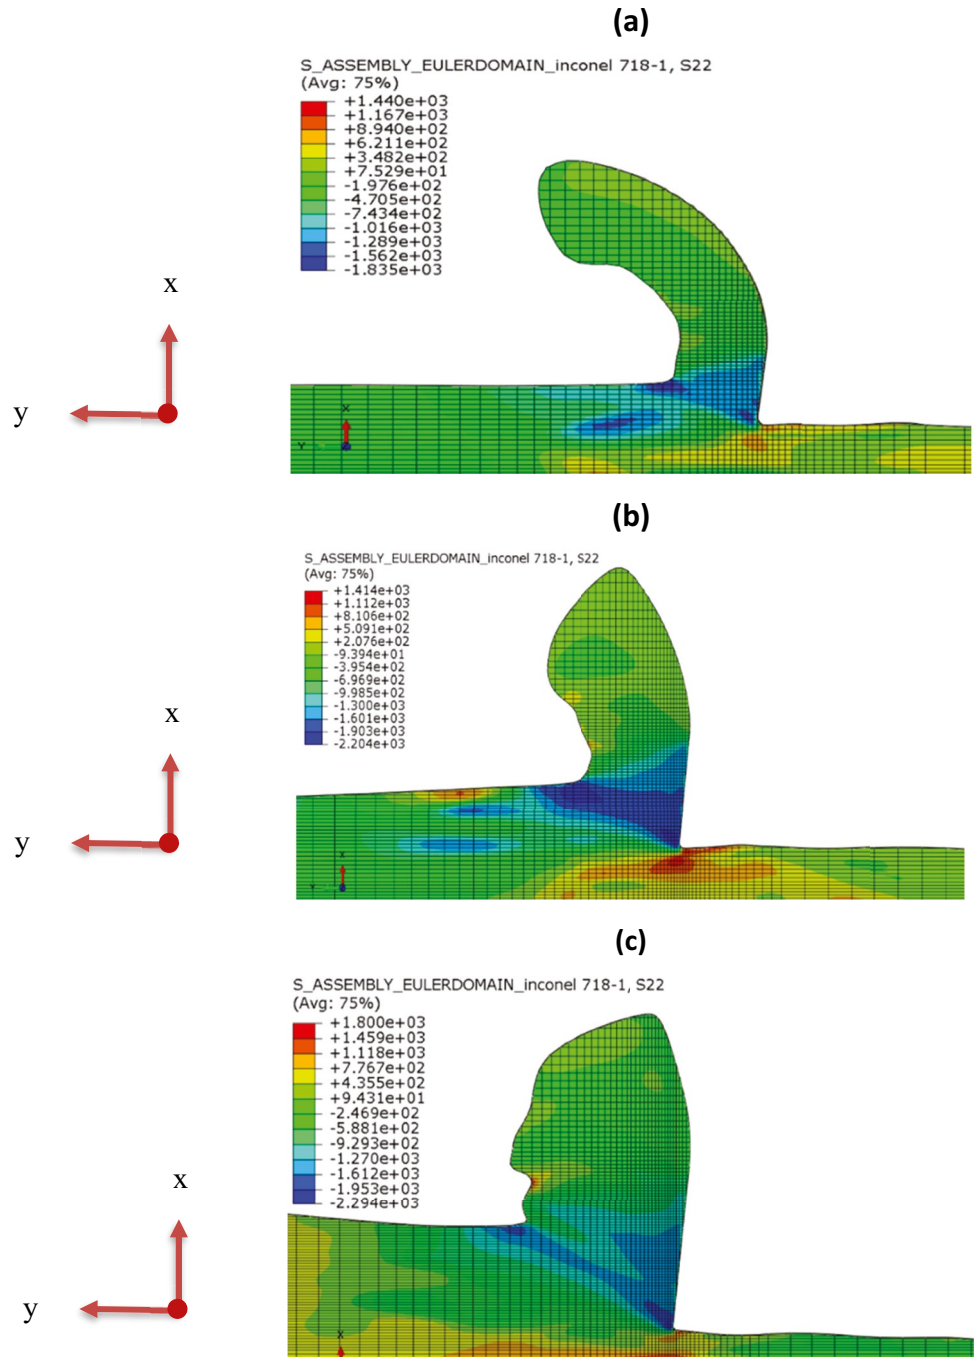 (a)
S_ASSEMBLY_EULERDOMAIN_inconel 718-1, S22
(Avg: 75%)
+1.440e+03
+1.167e+03
+8.940e+02
+6.211e+02
+3.482e+02
+7.529e+01
-1.976e+02
-4.705e+02
-7.434e+02
-1.016e+03
-1.289e+03
-1.562e+03
-1.835e+03
x
y
X
Y
(b)
S_ASSEMBLY_EULERDOMAIN_inconel 718-1, S22
(Avg: 75%)
+1.414e+03
+1.112e+03
+8.106e+02
+5.091e+02
+2.076e+02
-9.394e+01
-3.954e+02
-6.969e+02
-9.985e+02
-1.300e+03
-1.601e+03
-1.903e+03
-2.204e+03
x
y
X
Y
(c)
S_ASSEMBLY_EULERDOMAIN_inconel 718-1, S22
(Avg: 75%)
+1.800e+03
+1.459e+03
+1.118e+03
+7.767e+02
+4.355e+02
+9.431e+01
-2.469e+02
-5.881e+02
-9.293e+02
-1.270e+03
-1.612e+03
-1.953e+03
-2.294e+03
x
y
X